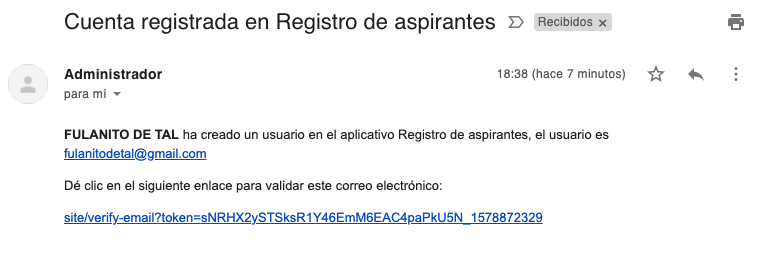 Cuenta registrada en Registro de aspirantes Recibidos x
Administrador 18:38 (hace 7 minutos)
para mí
FULANITO DE TAL ha creado un usuario en el aplicativo Registro de aspirantes, el usuario es
fulanitodetal@gmail.com
Dé clic en el siguiente enlace para validar este correo electrónico:
site/verify-email?token=sNRHX2ySTSksR1Y46EmM6EAC4paPkU5N_1578872329